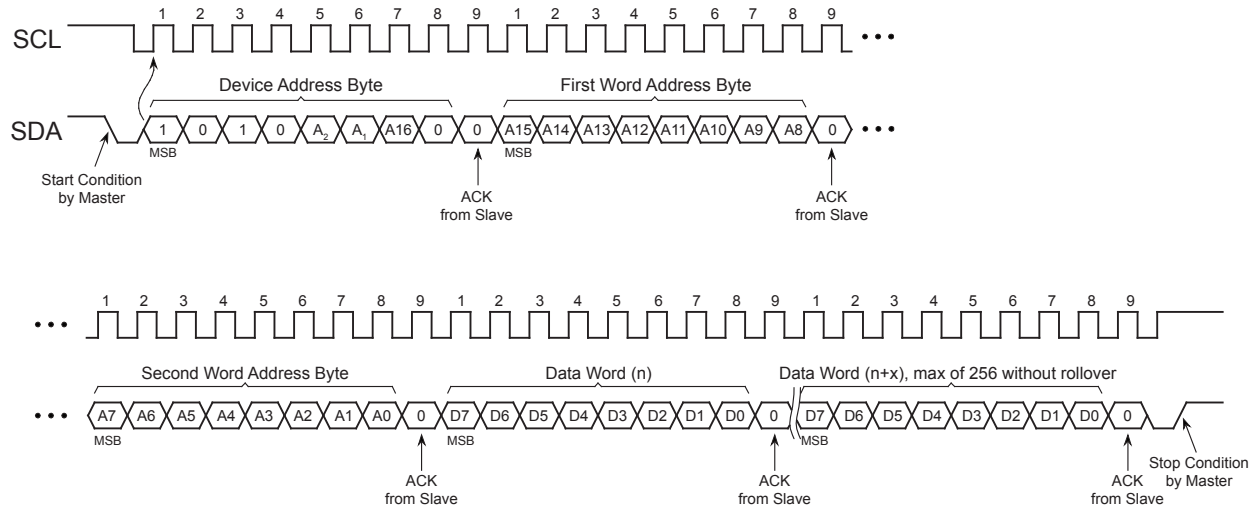 1 2 3 4 5 6 7 8 9 1 2 3 4 5 6 7 8 9
SCL •••
Device Address Byte First Word Address Byte
SDA 1 0 1 0 A2 A1 A16 0 0 A15 A14 A13 A12 A11 A10 A9 A8 0 •••
MSB MSB
Start Condition
by Master
ACK
from Slave
ACK
from Slave
1 2 3 4 5 6 7 8 9 1 2 3 4 5 6 7 8 9 1 2 3 4 5 6 7 8 9
•••
Second Word Address Byte Data Word (n) Data Word (n+x), max of 256 without rollover
••• A7 A6 A5 A4 A3 A2 A1 A0 0 D7 D6 D5 D4 D3 D2 D1 D0 0 D7 D6 D5 D4 D3 D2 D1 D0 0
MSB MSB MSB
ACK
from Slave
ACK
from Slave
ACK
from Slave
Stop Condition
by Master